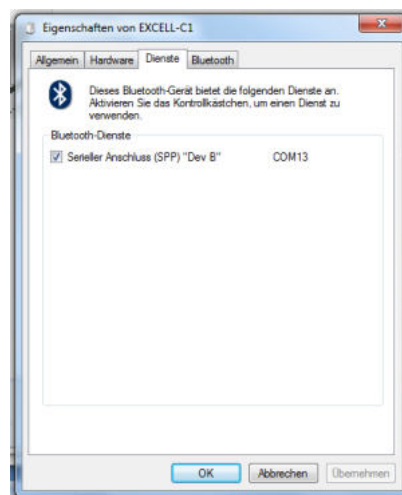 Eigenschaften von EXCELL-C1
Allgemein Hardware Dienste Bluetooth
Dieses Bluetooth-Gerät bietet die folgenden Dienste an.
Aktivieren Sie das Kontrollkästchen, um einen Dienst zu
verwenden.
Bluetooth-Dienste
Serieller Anschluss (SPP) "Dev B" COM13
OK Abbrechen Übernehmen